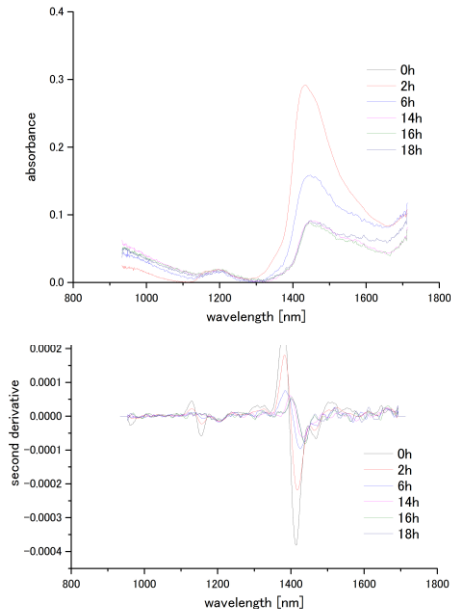 0.4
0.3
0.2
0.1
0.0
absorbance
0h
2h
6h
14h
16h
18h
800 1000 1200 1400 1600 1800
wavelength [nm]
0.0002
0.0001
0.0000
-0.0001
-0.0002
-0.0003
-0.0004
second derivative
0h
2h
6h
14h
16h
18h
800 1000 1200 1400 1600 1800
wavelength [nm]